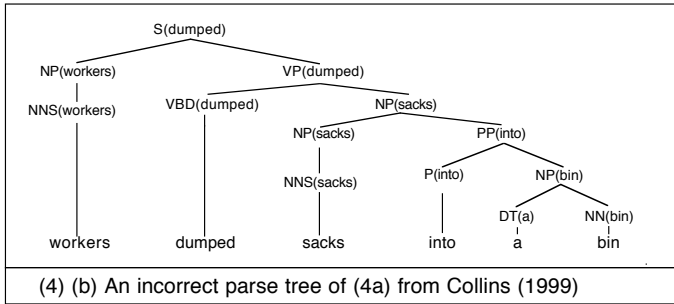 S(dumped)
NP(workers) VP(dumped)
NNS(workers) VBD(dumped) NP(sacks)
NP(sacks) PP(into)
NNS(sacks) P(into) NP(bin)
DT(a) NN(bin)
workers dumped sacks into a bin
(4) (b) An incorrect parse tree of (4a) from Collins (1999)